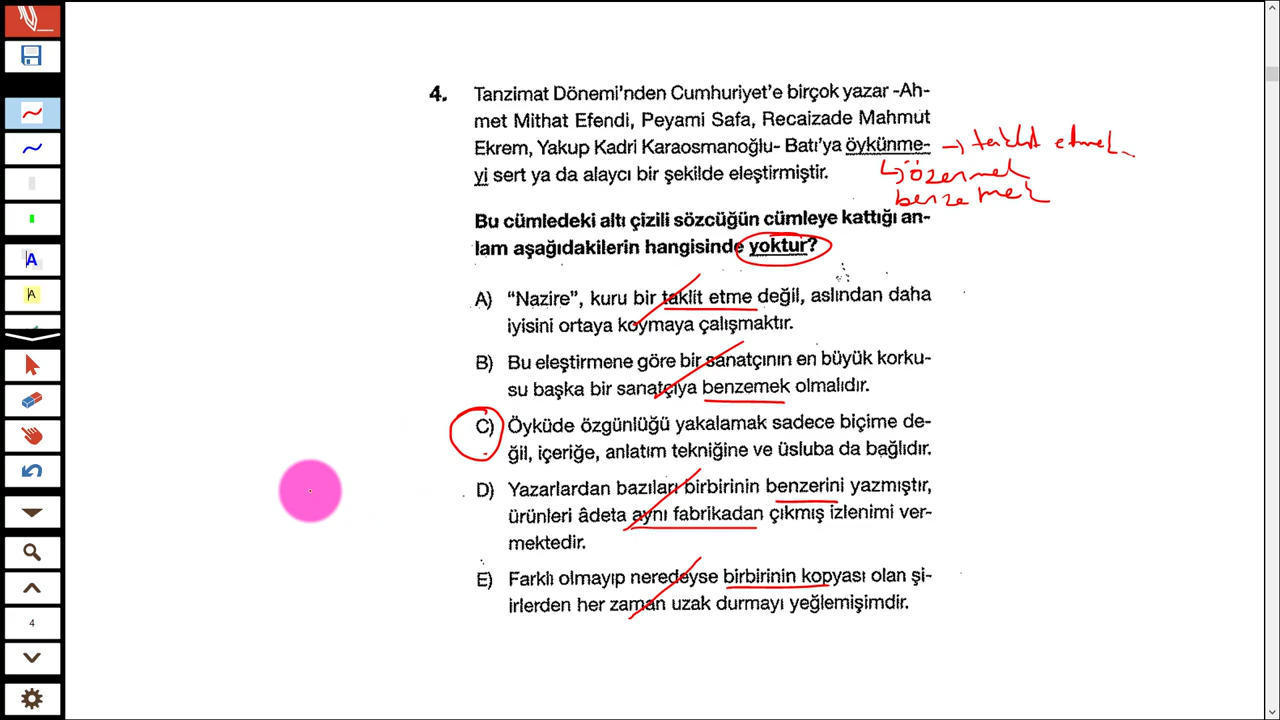 4. Tanzimat Dönemi'nden Cumhuriyet'e birçok yazar -Ah-
met Mithat Efendi, Peyami Safa, Recaizade Mahmut
Ekrem, Yakup Kadri Karaosmanoğlu- Batı'ya öykünme-
→ taklit etmek
yi sert ya da alaycı bir şekilde eleştirmiştir.
özenmek
benzemek
Bu cümledeki altı çizili sözcüğün cümleye kattığı an-
lam aşağıdakilerin hangisinde yoktur?
A) "Nazire", kuru bir taklit etme değil, aslından daha
iyisini ortaya koymaya çalışmaktır.
B) Bu eleştirmene göre bir sanatçının en büyük korku-
su başka bir sanatçıya benzemek olmalıdır.
C) Öyküde özgünlüğü yakalamak sadece biçime de-
ğil, içeriğe, anlatım tekniğine ve üsluba da bağlıdır.
D) Yazarlardan bazıları birbirinin benzerini yazmıştır,
ürünleri âdeta aynı fabrikadan çıkmış izlenimi ver-
mektedir.
E) Farklı olmayıp neredeyse birbirinin kopyası olan şi-
irlerden her zaman uzak durmayı yeğlemişimdir.
A
A
4